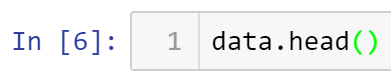 In [6]: 1 data.head()